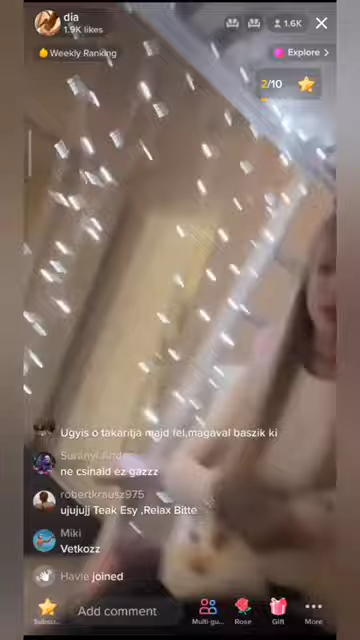 dia
1.9K likes
1.6K
Weekly Ranking
Explore >
2/10
Ugyis o takaritja majd fel,magaval baszik ki
ne csinald ez gazzz
robertkrausz975
ujujujj Teak Esy ,Relax Bitte
Miki
Vetkozz
Havie joined
Subscr...
Add comment
Multi-gu...
Rose
Gift
More